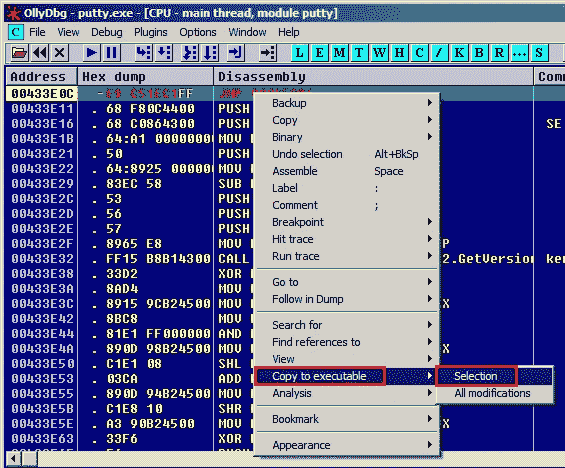 OllyDbg - putty.exe - [CPU - main thread, module putty]
C File View Debug Plugins Options Window Help
L E M T W H C / K B R ... S
Address Hex dump Disassembly Comm
00433E0C FF
00433E11 . 68 F80C4400 PUSH
00433E16 . 68 C0864300 PUSH SE
00433E1B . 64:A1 00000000 MOV
00433E21 . 50 PUSH
00433E22 . 64:8925 000000 MOV
00433E29 . 83EC 58 SUB
00433E2C . 53 PUSH
00433E2D . 56 PUSH
00433E2E . 57 PUSH
00433E2F . 8965 E8 MOV P
00433E32 . FF15 B8B14300 CALL 2.GetVersion ker
00433E38 . 33D2 XOR
00433E3A . 8AD4 MOV
00433E3C . 8915 9CB24500 MOV X
00433E42 . 8BC8 MOV
00433E44 . 81E1 FF000000 AND
00433E4A . 890D 98B24500 MOV X
00433E50 . C1E1 08 SHL
00433E53 . 03CA ADD
00433E55 . 890D 94B24500 MOV X
00433E5B . C1E8 10 SHR
00433E5E . A3 90B24500 MOV X
00433E63 . 33F6 XOR
Backup
Copy
Binary
Undo selection Alt+BkSp
Assemble Space
Label :
Comment ;
Breakpoint
Hit trace
Run trace
Go to
Follow in Dump
Search for
Find references to
View
Copy to executable
Analysis
Bookmark
Appearance
Selection
All modifications